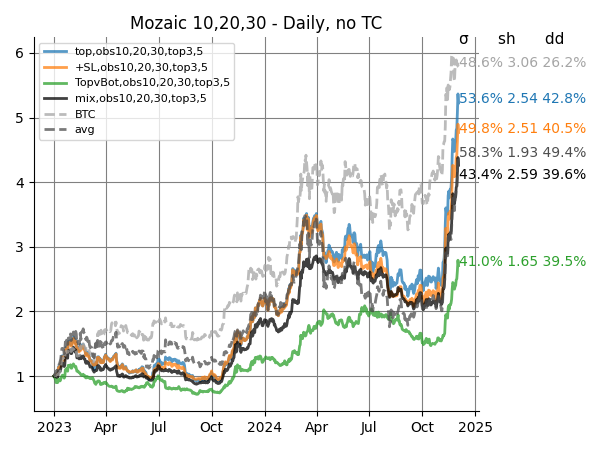 Mozaic 10,20,30 - Daily, no TC
σ sh dd
top,obs10,20,30,top3,5
+SL,obs10,20,30,top3,5
TopvBot,obs10,20,30,top3,5
mix,obs10,20,30,top3,5
BTC
avg
48.6% 3.06 26.2%
53.6% 2.54 42.8%
49.8% 2.51 40.5%
58.3% 1.93 49.4%
43.4% 2.59 39.6%
41.0% 1.65 39.5%
6
5
4
3
2
1
2023 Apr Jul Oct 2024 Apr Jul Oct 2025